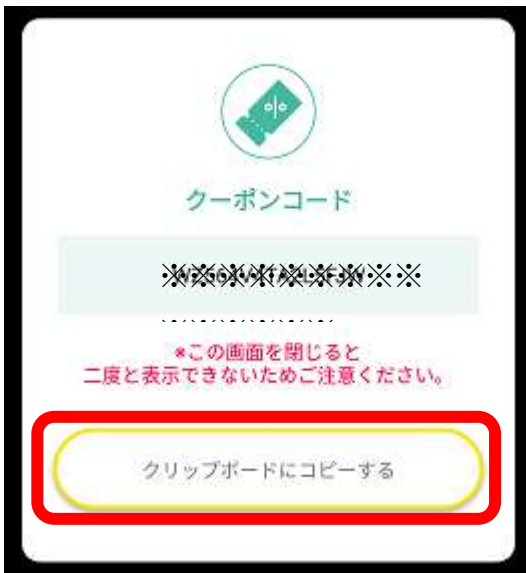 クーポンコード
※この画面を閉じると
二度と表示できないためご注意ください。
クリップボードにコピーする